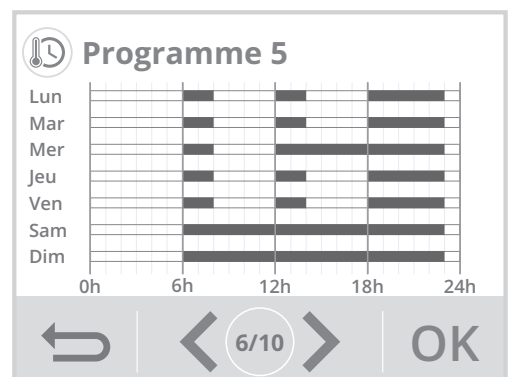 Programme 5
Lun
Mar
Mer
Jeu
Ven
Sam
Dim
0h 6h 12h 18h 24h
6/10 OK